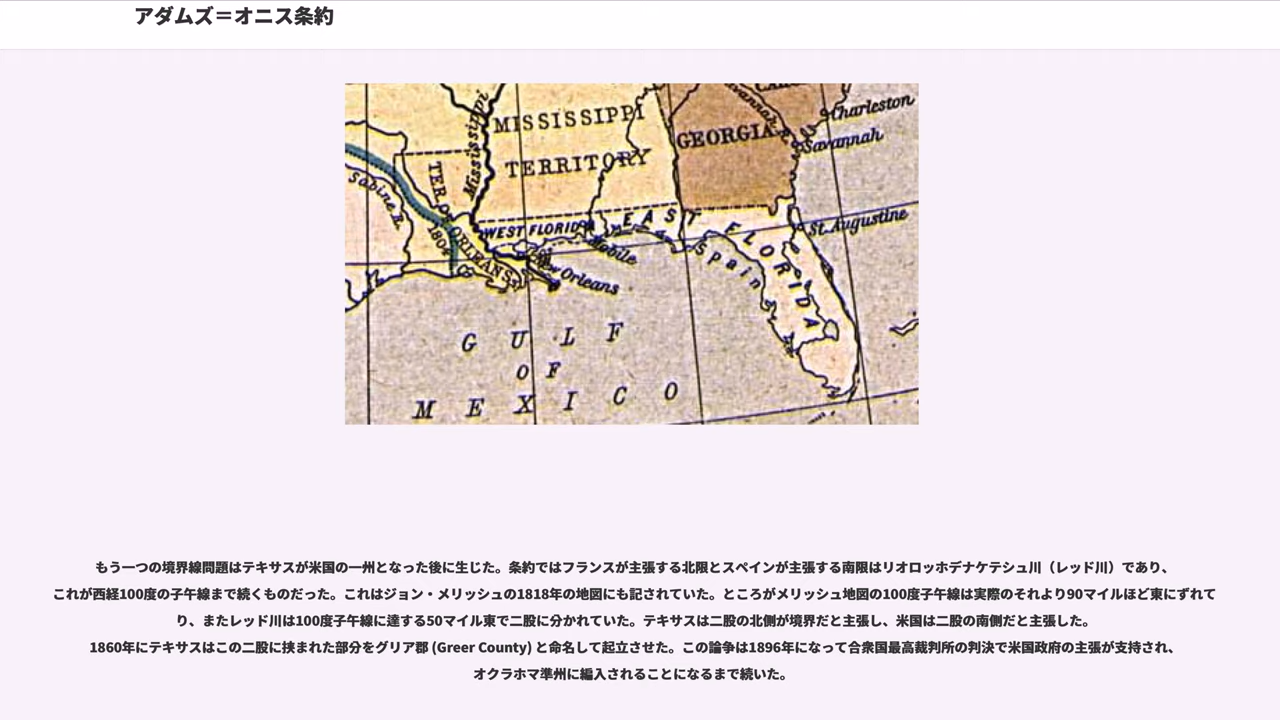 アダムズ＝オニス条約
Mississippi
MISSISSIPPI
TERRITORY
GEORGIA
Savannah
Charleston
Savannah
Sabine R.
TER. OF
ORLEANS
1804
WEST FLORIDA
EAST
FLORIDA
Spain
St. Augustine
Mobile
New Orleans
GULF
OF
MEXICO
もう一つの境界線問題はテキサスが米国の一州となった後に生じた。条約ではフランスが主張する北限とスペインが主張する南限はリオロッホデナケテシュ川（レッド川）であり、
これが西経100度の子午線まで続くものだった。これはジョン・メリッシュの1818年の地図にも記されていた。ところがメリッシュ地図の100度子午線は実際のそれより90マイルほど東にずれて
り、またレッド川は100度子午線に達する50マイル東で二股に分かれていた。テキサスは二股の北側が境界だと主張し、米国は二股の南側だと主張した。
1860年にテキサスはこの二股に挟まれた部分をグリア郡 (Greer County) と命名して起立させた。この論争は1896年になって合衆国最高裁判所の判決で米国政府の主張が支持され、
オクラホマ準州に編入されることになるまで続いた。